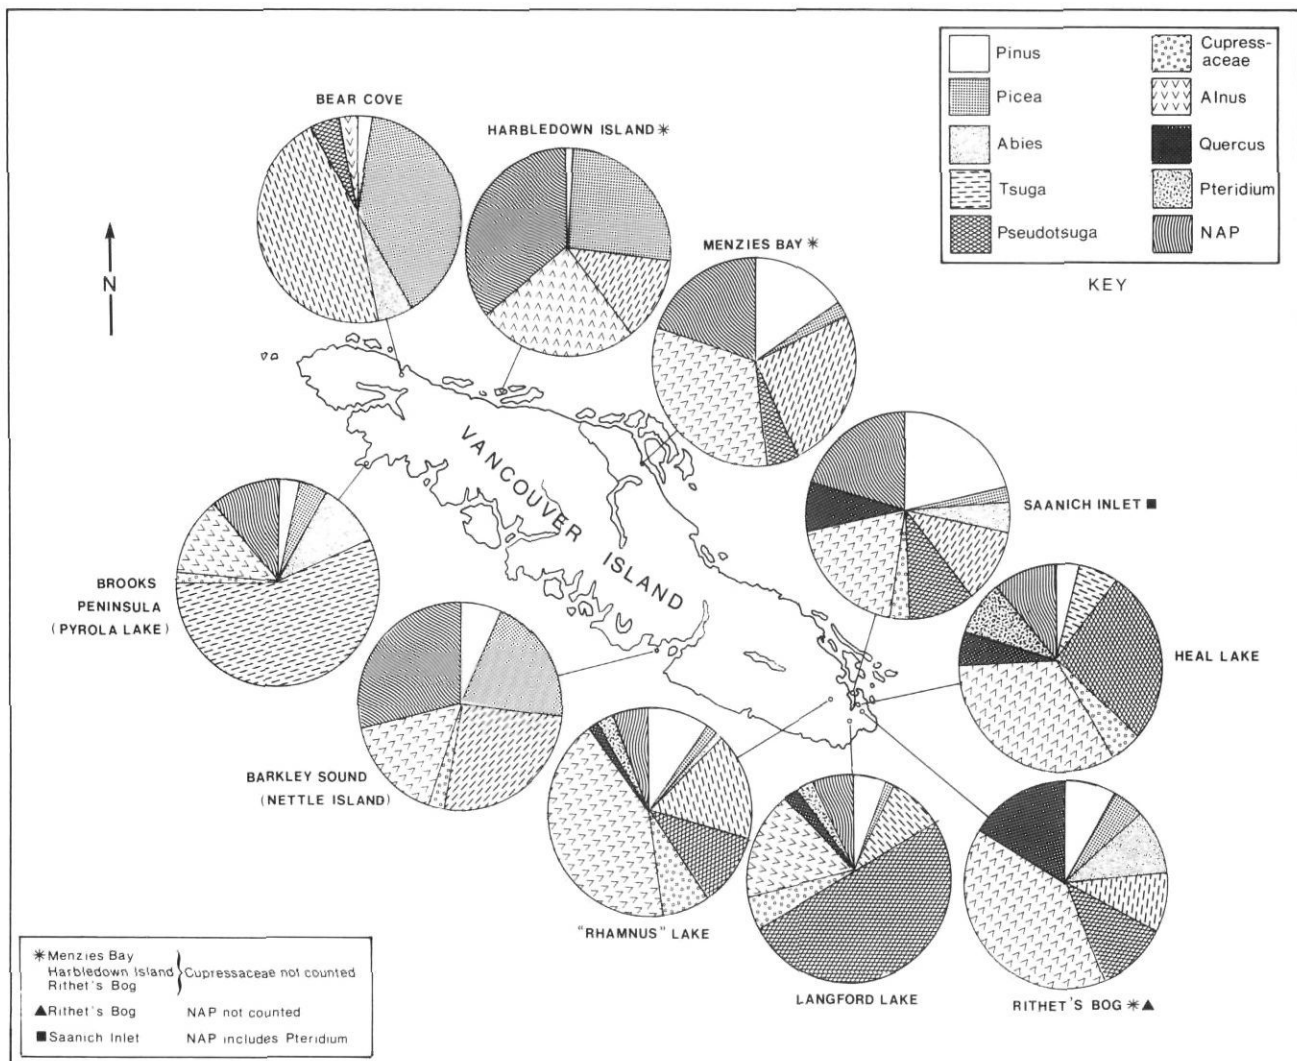 Pinus
Picea
Abies
Tsuga
Pseudotsuga
Cupress-
aceae
Alnus
Quercus
Pteridium
NAP
KEY
BEAR COVE
HARBLEDOWN ISLAND *
MENZIES BAY *
N
VANCOUVER ISLAND
SAANICH INLET ■
BROOKS
PENINSULA
(PYROLA LAKE)
HEAL LAKE
BARKLEY SOUND
(NETTLE ISLAND)
"RHAMNUS" LAKE
LANGFORD LAKE
RITHET'S BOG *▲
* Menzies Bay
Harbledown Island } Cupressaceae not counted
Rithet's Bog
▲ Rithet's Bog NAP not counted
■ Saanich Inlet NAP includes Pteridium